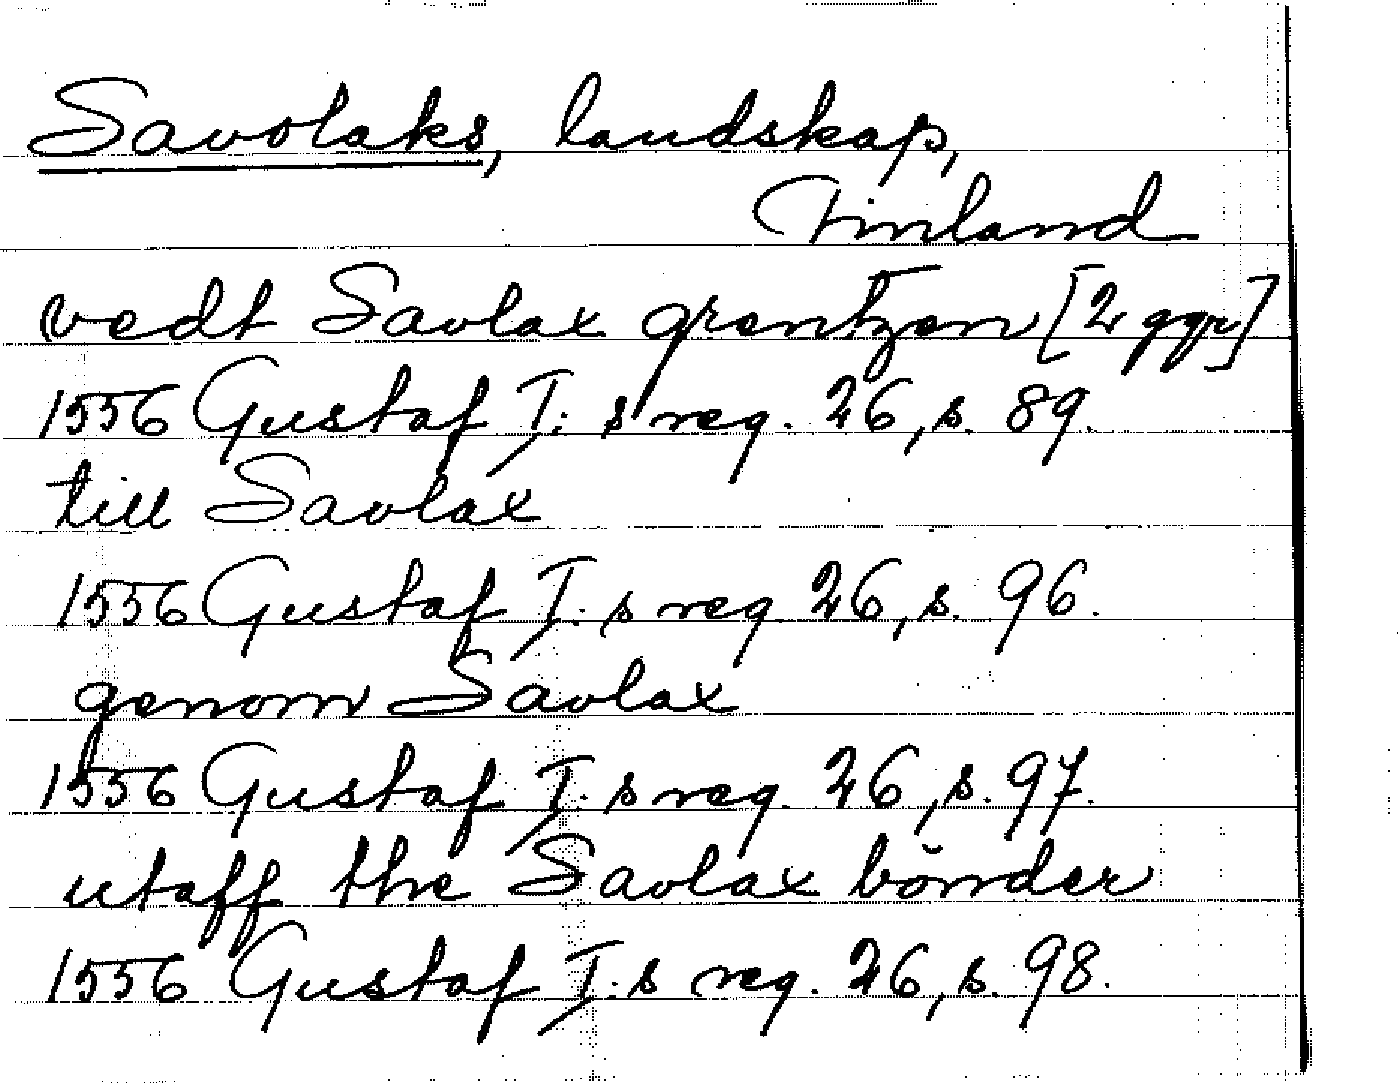 Savolaks, landskap,
Finland
vedt Savlax grentzen [2 ggr]
1556 Gustaf I:s reg. 26, s. 89.
till Savlax
1556 Gustaf I:s reg. 26, s. 96.
genom Savlax
1556 Gustaf I:s reg. 26, s. 97.
utaff the Savlax bönder
1556 Gustaf I:s reg. 26, s. 98.